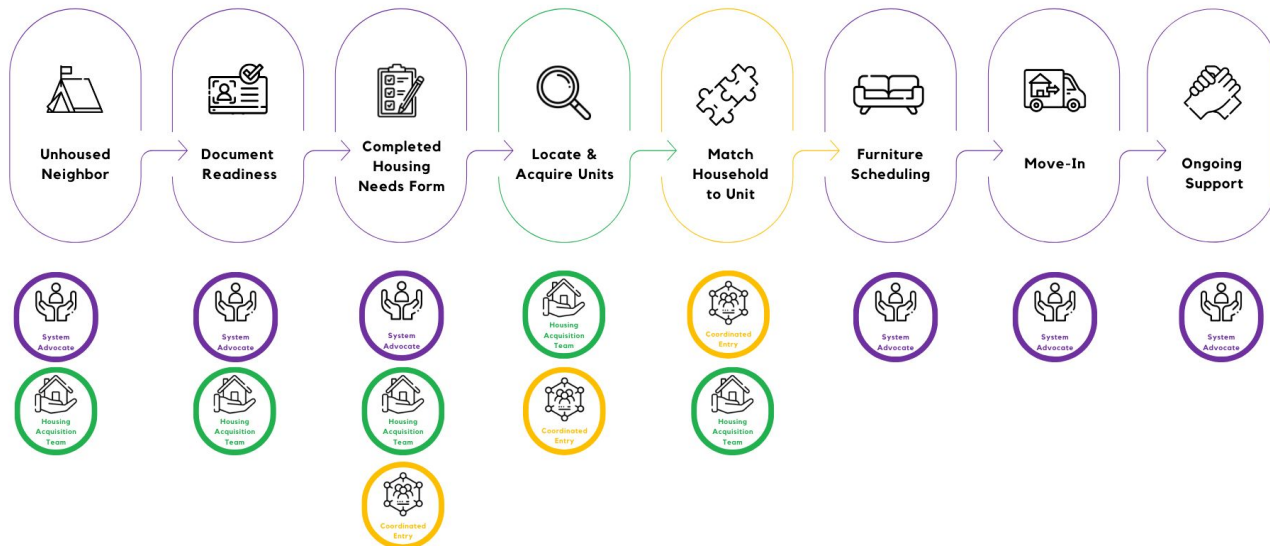 Unhoused
Neighbor
Document
Readiness
Completed
Housing
Needs Form
Locate &
Acquire Units
Match
Household
to Unit
Furniture
Scheduling
Move-In
Ongoing
Support
System
Advocate
System
Advocate
System
Advocate
Housing
Acquisition
Team
Coordinated
Entry
System
Advocate
System
Advocate
System
Advocate
Housing
Acquisition
Team
Housing
Acquisition
Team
Housing
Acquisition
Team
Coordinated
Entry
Housing
Acquisition
Team
Coordinated
Entry